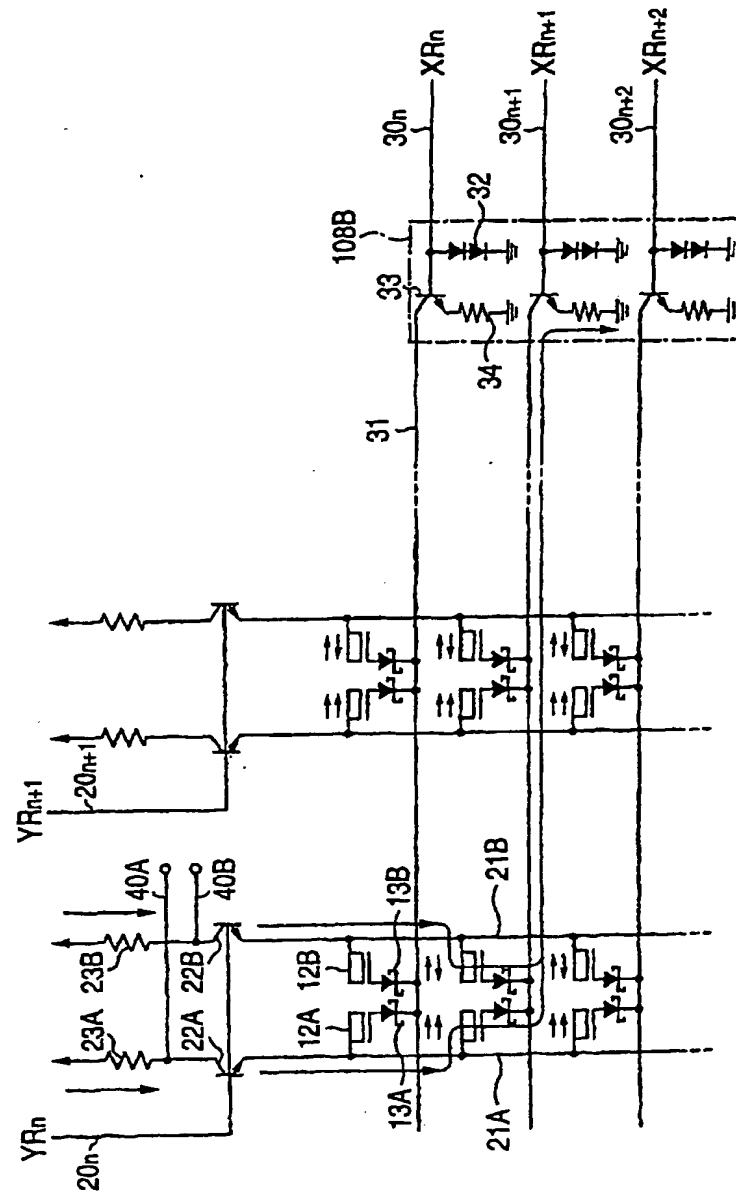 YRn
20n
23A
23B
40A
40B
22A
22B
YRn+1
20n+1
12A
12B
13A
13B
21A
21B
31
108B
33
32
34
30n
XRn
30n+1
XRn+1
30n+2
XRn+2